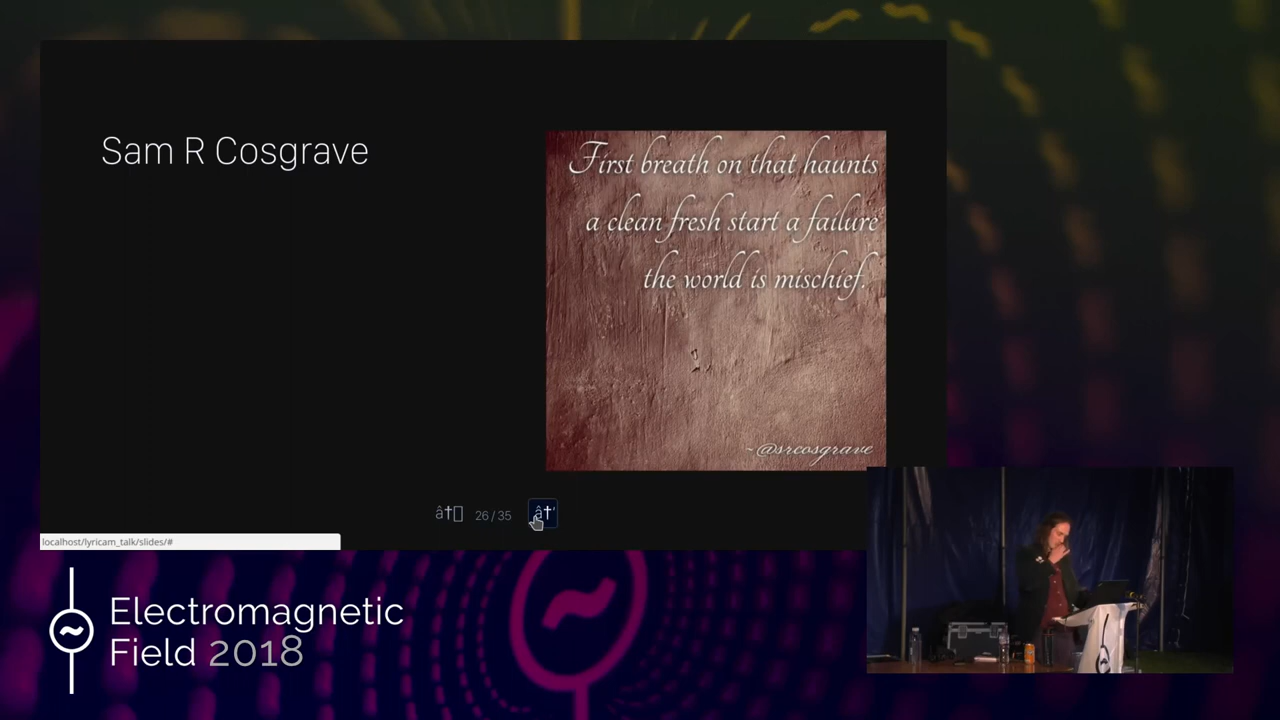 Sam R Cosgrave
First breath on that haunts
a clean fresh start a failure
the world is mischief.
~@srcosgrave
â†▯ 26 / 35 â†'
localhost/lyricam_talk/slides/#
Electromagnetic
Field 2018